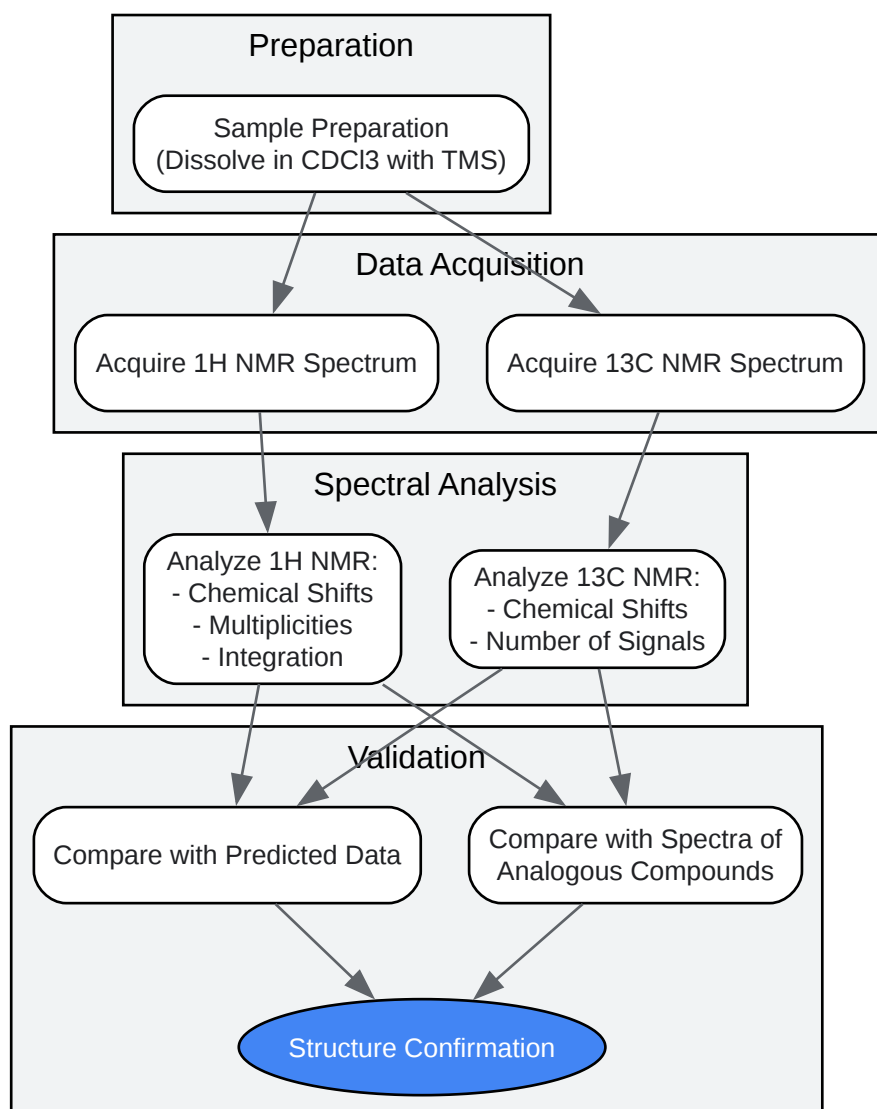 Preparation
Sample Preparation
(Dissolve in CDCl3 with TMS)
Data Acquisition
Acquire 1H NMR Spectrum
Acquire 13C NMR Spectrum
Spectral Analysis
Analyze 1H NMR:
- Chemical Shifts
- Multiplicities
- Integration
Analyze 13C NMR:
- Chemical Shifts
- Number of Signals
Validation
Compare with Predicted Data
Compare with Spectra of
Analogous Compounds
Structure Confirmation